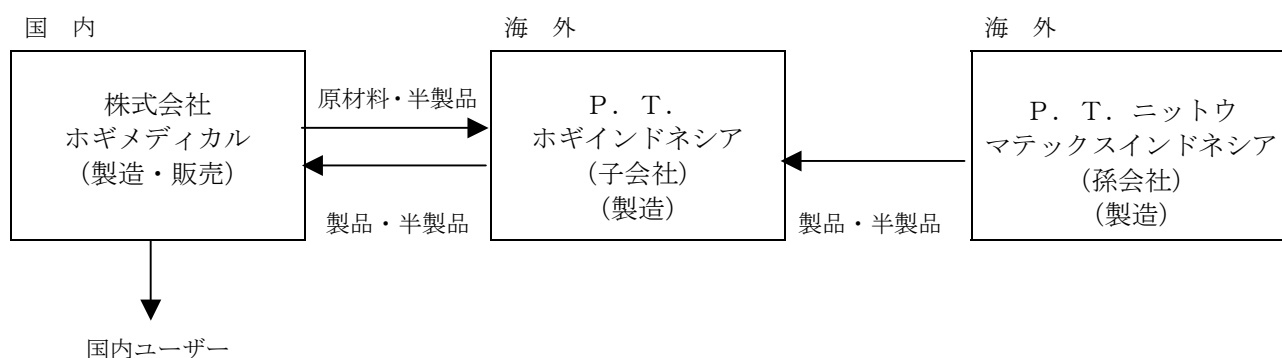 国　内
海　外
海　外
株式会社
ホギメディカル
（製造・販売）
原材料・半製品
製品・半製品
Ｐ．Ｔ．
ホギインドネシア
（子会社）
（製造）
製品・半製品
Ｐ．Ｔ．ニットウ
マテックスインドネシア
（孫会社）
（製造）
国内ユーザー